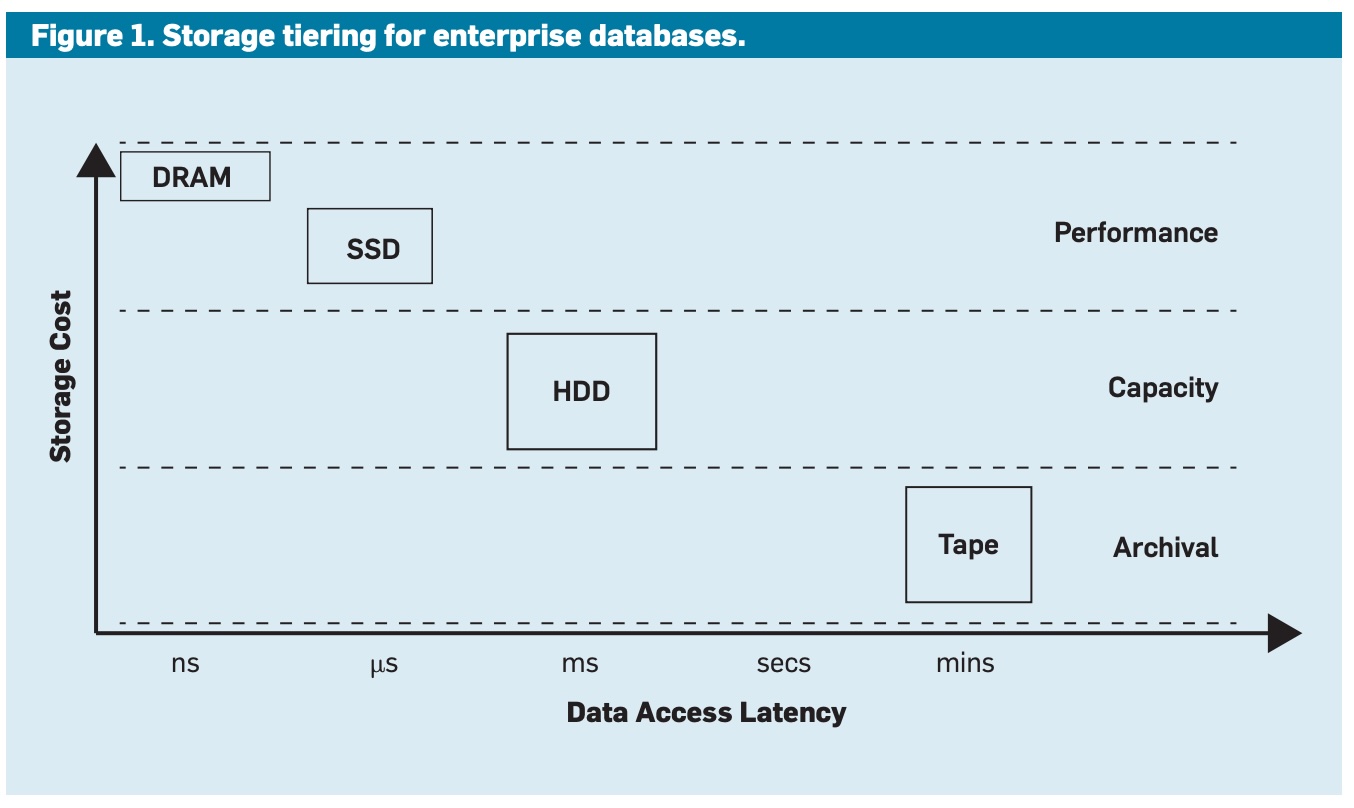 Figure 1. Storage tiering for enterprise databases.
DRAM
SSD
Performance
Storage Cost
HDD
Capacity
Tape
Archival
ns
μs
ms
secs
mins
Data Access Latency